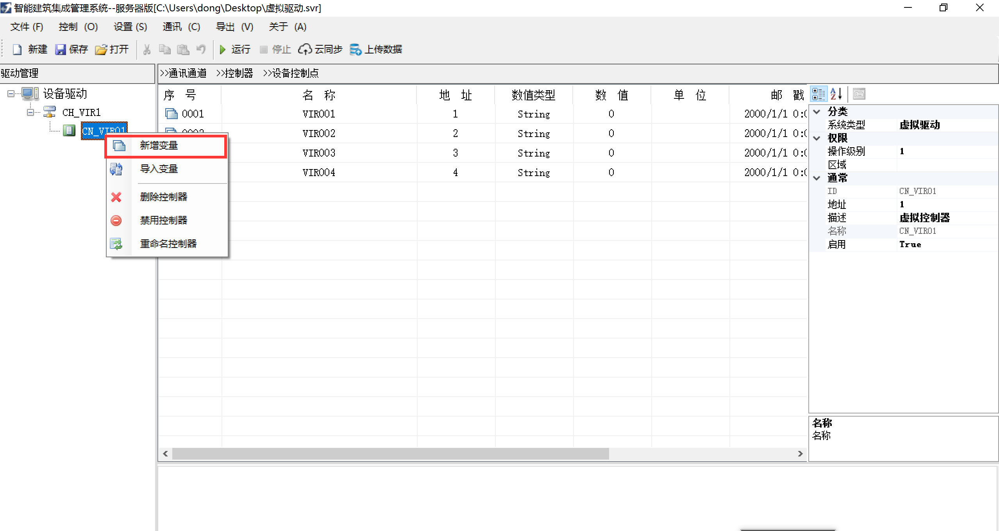 智能建筑集成管理系统--服务器版[C:\Users\dong\Desktop\虚拟驱动.svr]
文件 (F) 控制 (O) 设置 (S) 通讯 (C) 导出 (V) 关于 (A)
新建 保存 打开 运行 停止 云同步 上传数据
驱动管理
设备驱动
CH_VIR1
CN_VIR01
新增变量
导入变量
删除控制器
禁用控制器
重命名控制器
>>通讯通道 >>控制器 >>设备控制点
序 号 名 称 地 址 数值类型 数 值 单 位 邮 戳
0001 VIR001 1 String 0 2000/1/1 0:0
0002 VIR002 2 String 0 2000/1/1 0:0
VIR003 3 String 0 2000/1/1 0:0
VIR004 4 String 0 2000/1/1 0:0
分类
系统类型 虚拟驱动
权限
操作级别 1
区域
通常
ID CN_VIR01
地址 1
描述 虚拟控制器
名称 CN_VIR01
启用 True
名称
名称